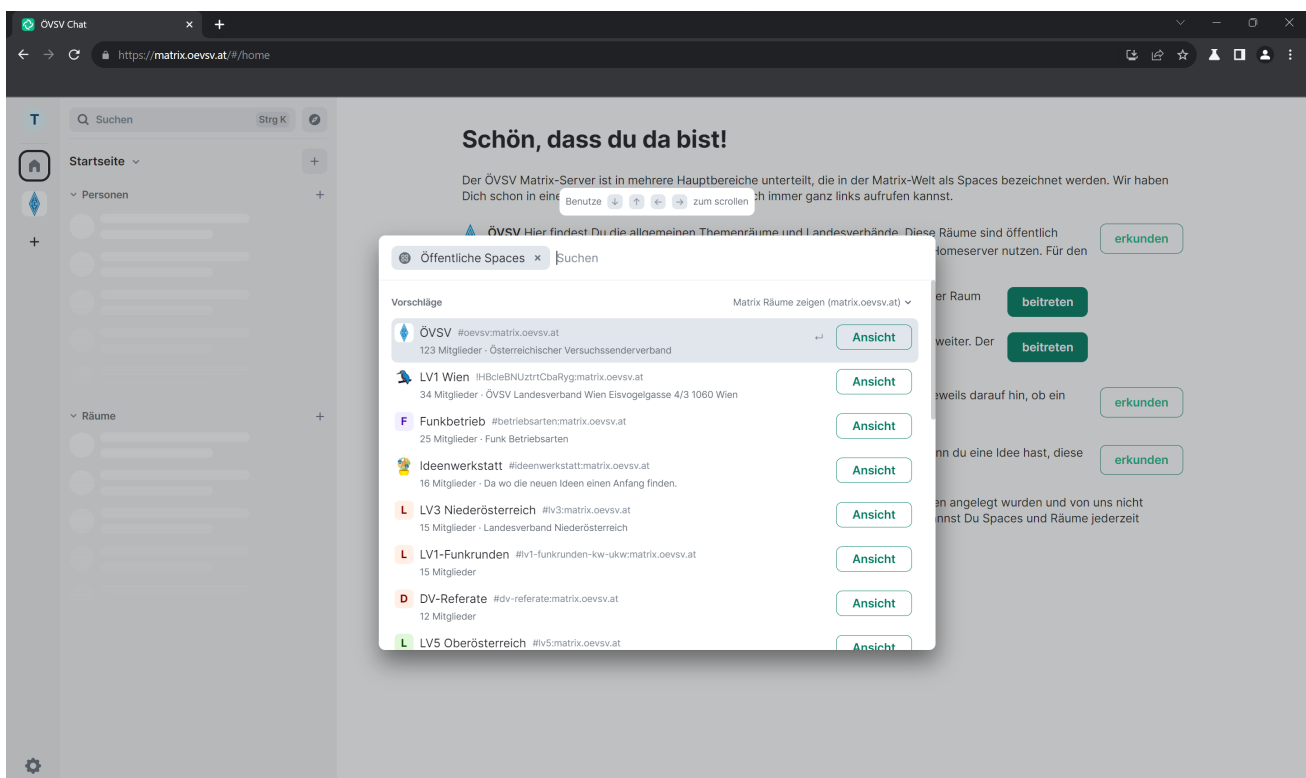 ÖVSV Chat
https://matrix.oevsv.at/#/home
T
Suchen Strg K
Startseite
Personen
Räume
Schön, dass du da bist!
Der ÖVSV Matrix-Server ist in mehrere Hauptbereiche unterteilt, die in der Matrix-Welt als Spaces bezeichnet werden. Wir haben
Dich schon in eine ch immer ganz links aufrufen kannst.
Benutze ↓ ↑ ← → zum scrollen
ÖVSV Hier findest Du die allgemeinen Themenräume und Landesverbände. Diese Räume sind öffentlich
Homeserver nutzen. Für den
erkunden
er Raum
beitreten
weiter. Der
beitreten
eweils darauf hin, ob ein
erkunden
nn du eine Idee hast, diese
erkunden
en angelegt wurden und von uns nicht
nnst Du Spaces und Räume jederzeit
Öffentliche Spaces × Suchen
Vorschläge Matrix Räume zeigen (matrix.oevsv.at)
ÖVSV #oevsv:matrix.oevsv.at Ansicht
123 Mitglieder · Österreichischer Versuchssenderverband
LV1 Wien !HBcleBNUztrtCbaRyg:matrix.oevsv.at Ansicht
34 Mitglieder · ÖVSV Landesverband Wien Eisvogelgasse 4/3 1060 Wien
F Funkbetrieb #betriebsarten:matrix.oevsv.at Ansicht
25 Mitglieder · Funk Betriebsarten
Ideenwerkstatt #ideenwerkstatt:matrix.oevsv.at Ansicht
16 Mitglieder · Da wo die neuen Ideen einen Anfang finden.
L LV3 Niederösterreich #lv3:matrix.oevsv.at Ansicht
15 Mitglieder · Landesverband Niederösterreich
L LV1-Funkrunden #lv1-funkrunden-kw-ukw:matrix.oevsv.at Ansicht
15 Mitglieder
D DV-Referate #dv-referate:matrix.oevsv.at Ansicht
12 Mitglieder
L LV5 Oberösterreich #lv5:matrix.oevsv.at Ansicht